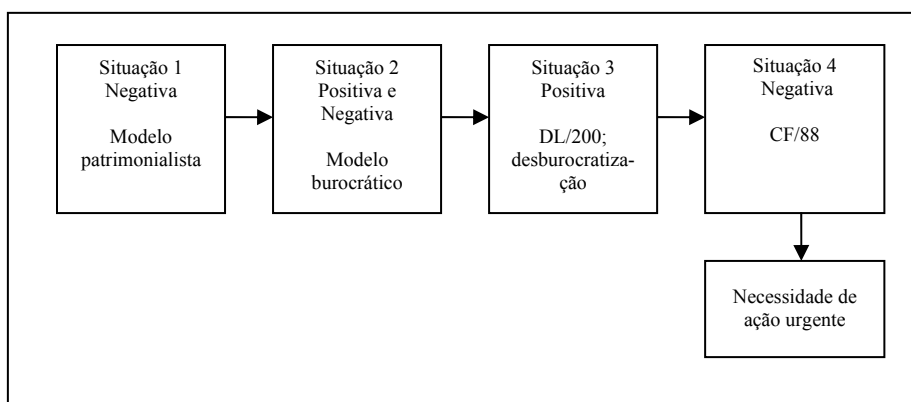 Situação 1
Negativa
Modelo
patrimonialista
Situação 2
Positiva e
Negativa
Modelo
burocrático
Situação 3
Positiva
DL/200;
desburocratiza-
ção
Situação 4
Negativa
CF/88
Necessidade de
ação urgente